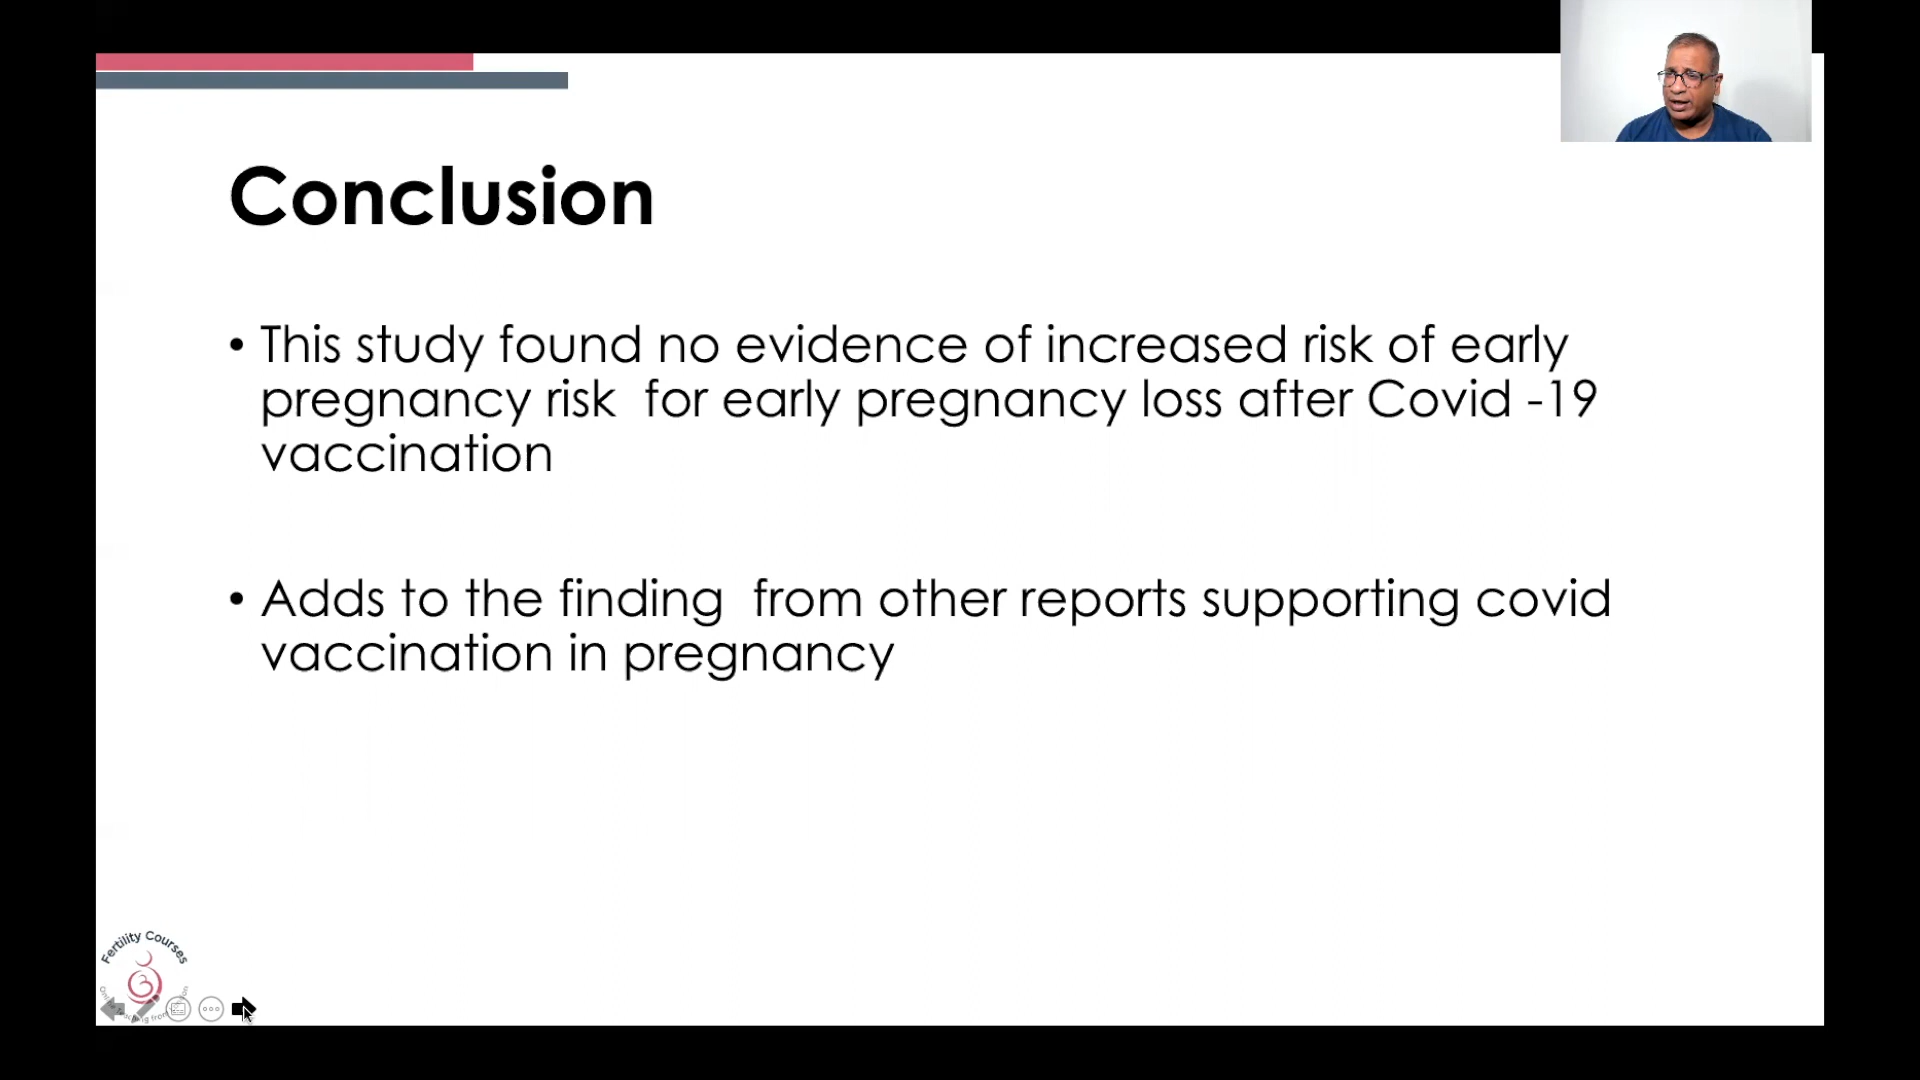 Conclusion
• This study found no evidence of increased risk of early
pregnancy risk  for early pregnancy loss after Covid -19
vaccination
• Adds to the finding  from other reports supporting covid
vaccination in pregnancy
Fertility Courses